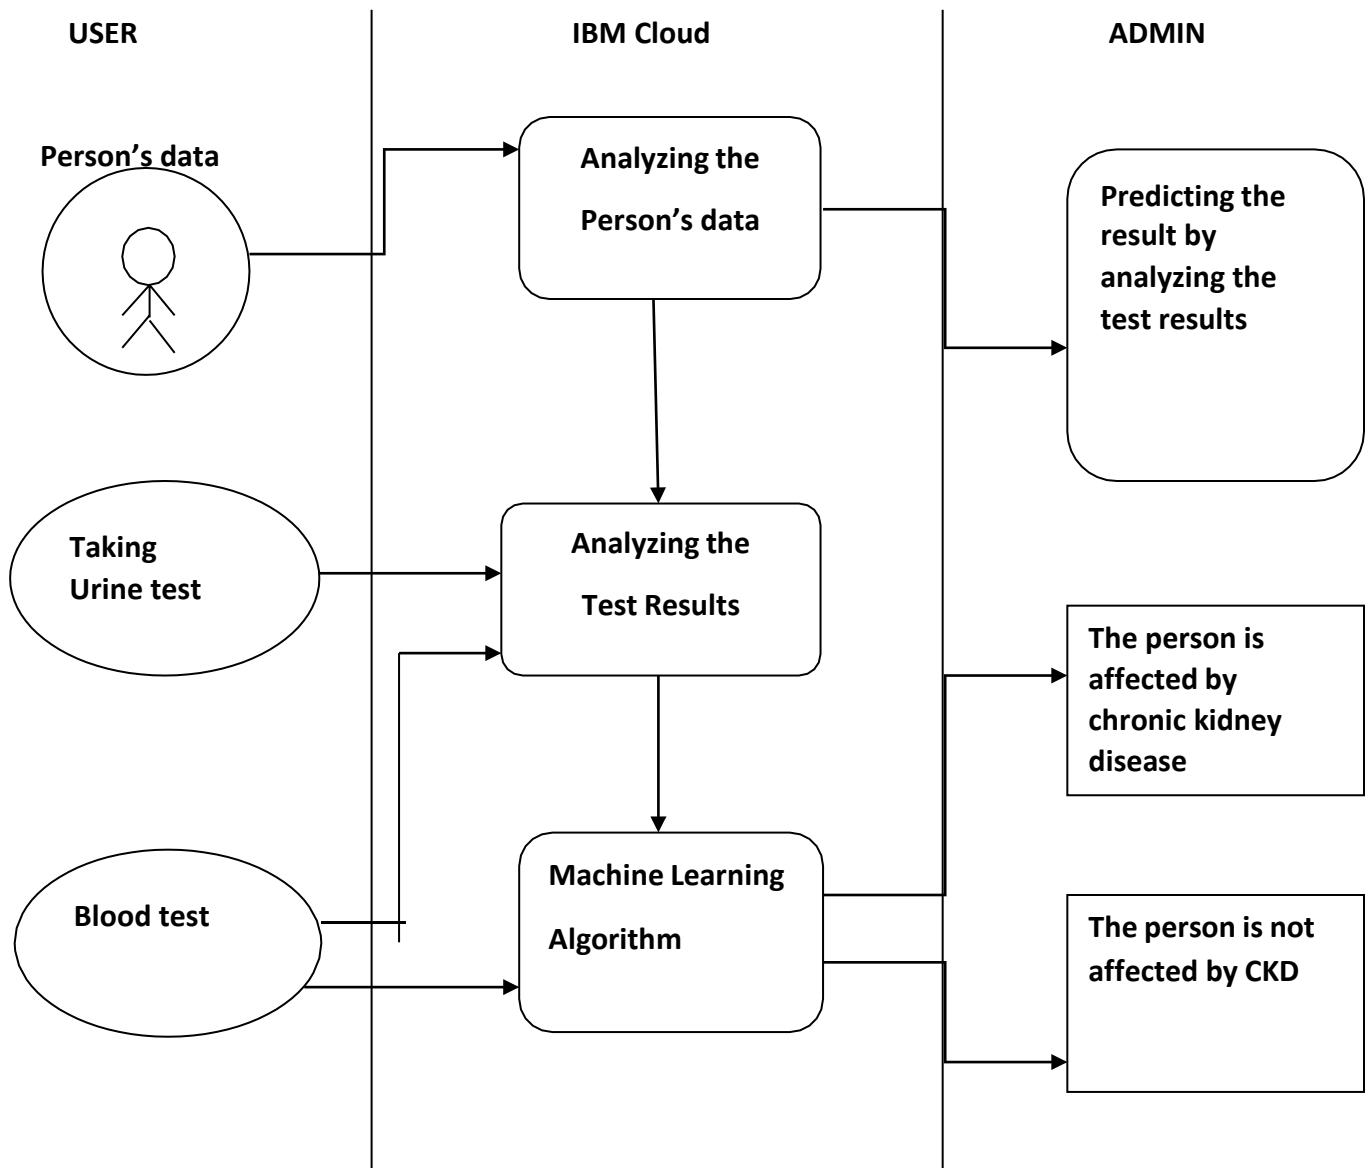 USER
IBM Cloud
ADMIN
Person’s data
Analyzing the
Person’s data
Predicting the
result by
analyzing the
test results
Taking
Urine test
Analyzing the
Test Results
The person is
affected by
chronic kidney
disease
Blood test
Machine Learning
Algorithm
The person is not
affected by CKD